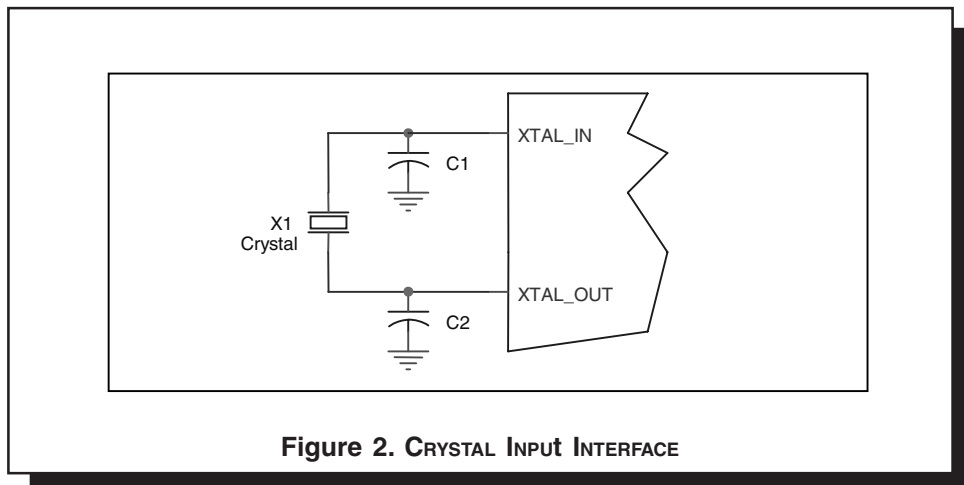 XTAL_IN
C1
X1
Crystal
XTAL_OUT
C2
Figure 2. CRYSTAL INPUt INTERFACE